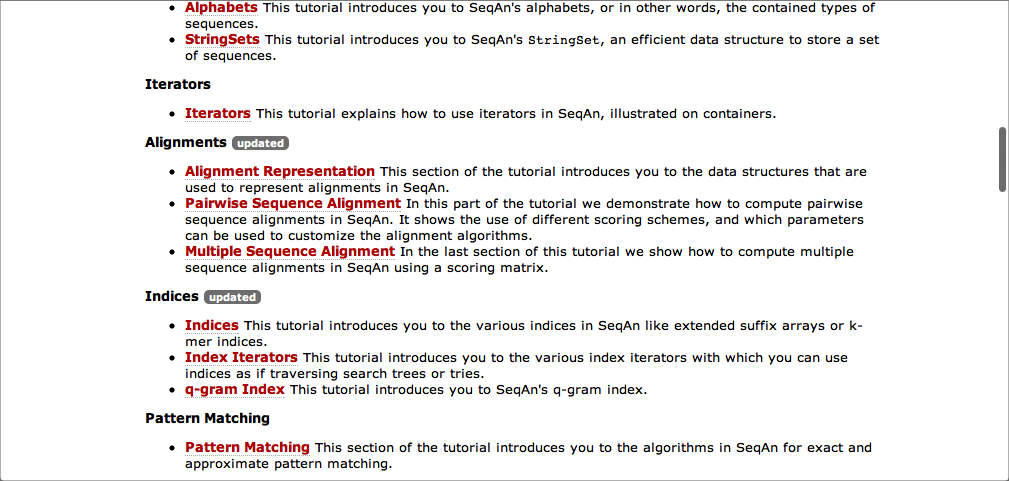 Alphabets This tutorial introduces you to SeqAn's alphabets, or in other words, the contained types of
sequences.
StringSets This tutorial introduces you to SeqAn's StringSet, an efficient data structure to store a set
of sequences.
Iterators
Iterators This tutorial explains how to use iterators in SeqAn, illustrated on containers.
Alignments updated
Alignment Representation This section of the tutorial introduces you to the data structures that are
used to represent alignments in SeqAn.
Pairwise Sequence Alignment In this part of the tutorial we demonstrate how to compute pairwise
sequence alignments in SeqAn. It shows the use of different scoring schemes, and which parameters
can be used to customize the alignment algorithms.
Multiple Sequence Alignment In the last section of this tutorial we show how to compute multiple
sequence alignments in SeqAn using a scoring matrix.
Indices updated
Indices This tutorial introduces you to the various indices in SeqAn like extended suffix arrays or k-
mer indices.
Index Iterators This tutorial introduces you to the various index iterators with which you can use
indices as if traversing search trees or tries.
q-gram Index This tutorial introduces you to SeqAn's q-gram index.
Pattern Matching
Pattern Matching This section of the tutorial introduces you to the algorithms in SeqAn for exact and
approximate pattern matching.